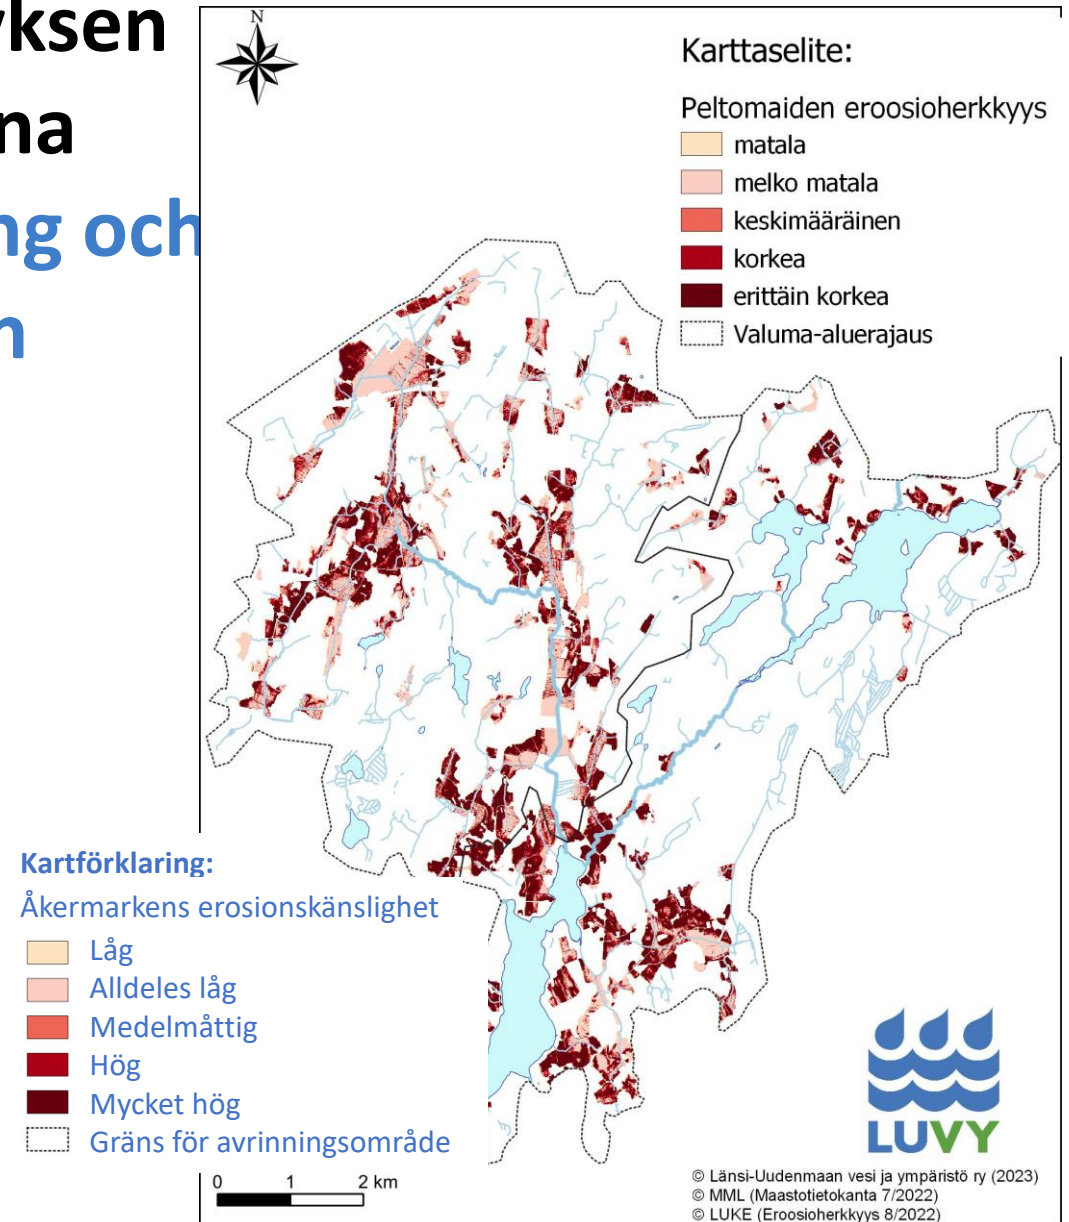 yksen
na
ng och
n
N
Karttaselite:
Peltomaiden eroosioherkkyys
matala
melko matala
keskimääräinen
korkea
erittäin korkea
Valuma-aluerajaus
Kartförklaring:
Åkermarkens erosionskänslighet
Låg
Alldeles låg
Medelmåttig
Hög
Mycket hög
Gräns för avrinningsområde
0 1 2 km
LUVY
© Länsi-Uudenmaan vesi ja ympäristö ry (2023)
© MML (Maastotietokanta 7/2022)
© LUKE (Eroosioherkkyys 8/2022)